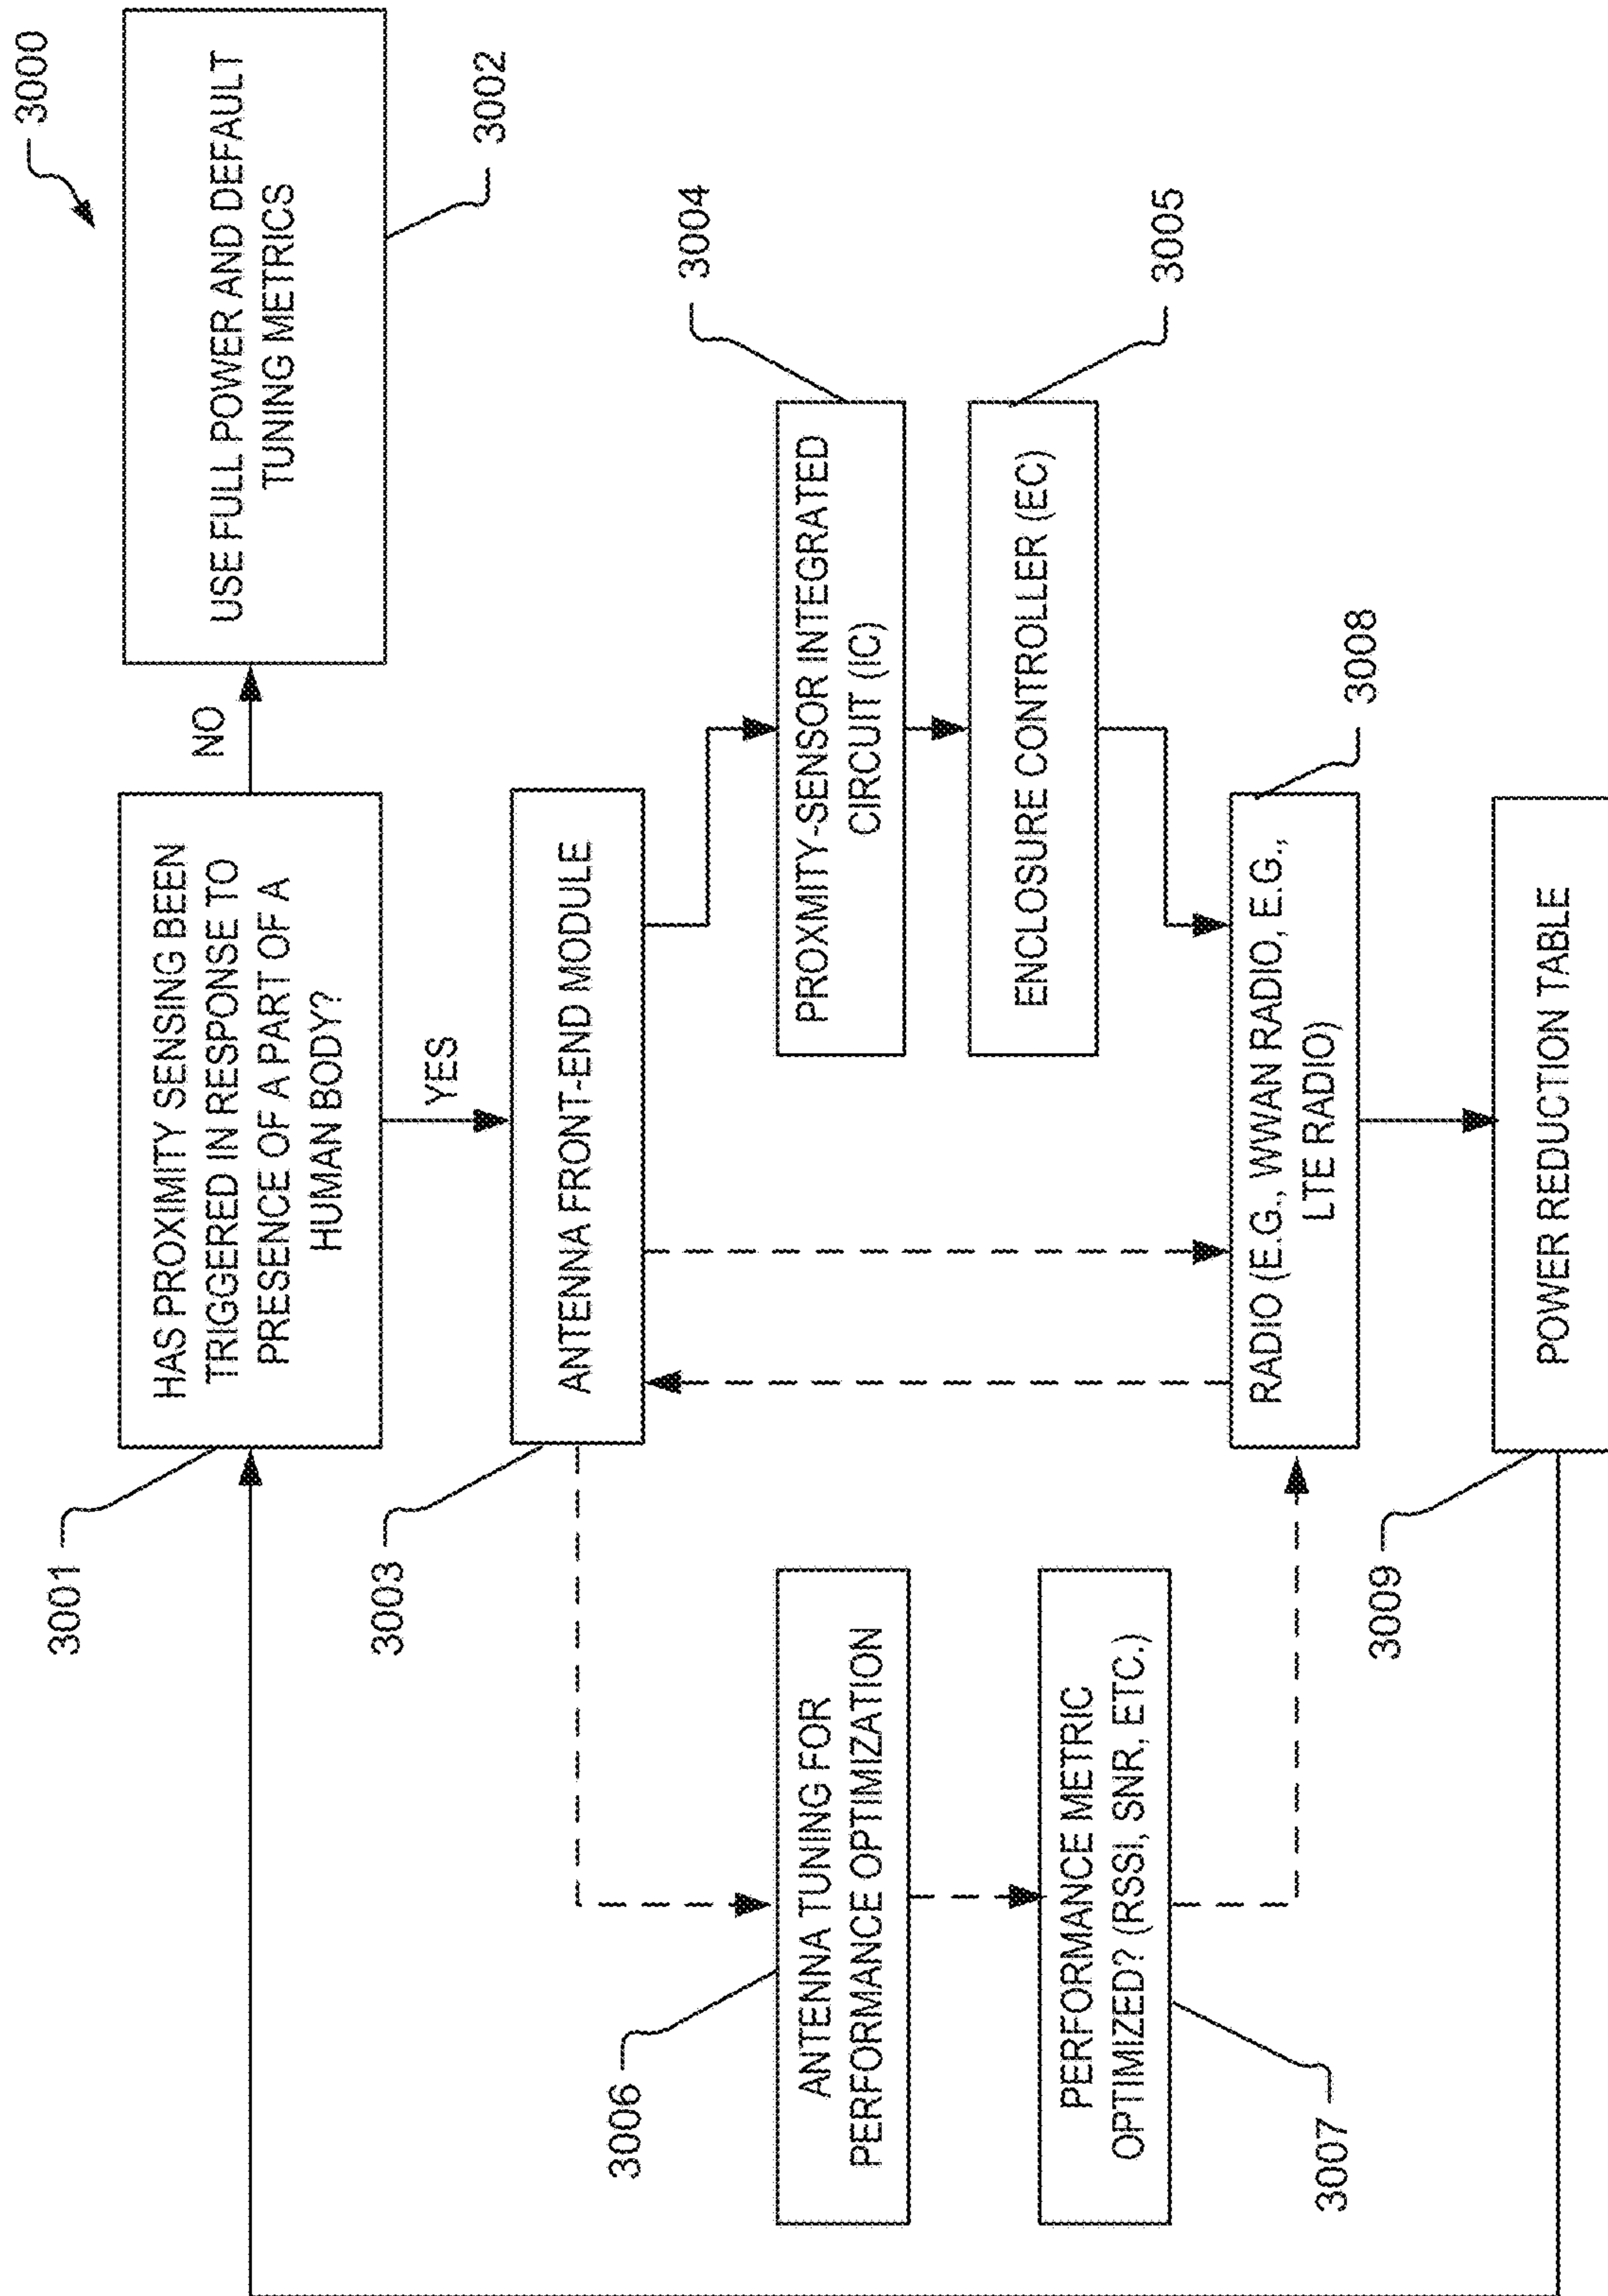 3000
HAS PROXIMITY SENSING BEEN
TRIGGERED IN RESPONSE TO
PRESENCE OF A PART OF A
HUMAN BODY?
3001
NO
USE FULL POWER AND DEFAULT
TUNING METRICS
3002
YES
ANTENNA FRONT-END MODULE
3003
PROXIMITY-SENSOR INTEGRATED
CIRCUIT (IC)
3004
ENCLOSURE CONTROLLER (EC)
3005
ANTENNA TUNING FOR
PERFORMANCE OPTIMIZATION
3006
PERFORMANCE METRIC
OPTIMIZED? (RSSI, SNR, ETC.)
3007
RADIO (E.G., WWAN RADIO, E.G.,
LTE RADIO)
3008
POWER REDUCTION TABLE
3009